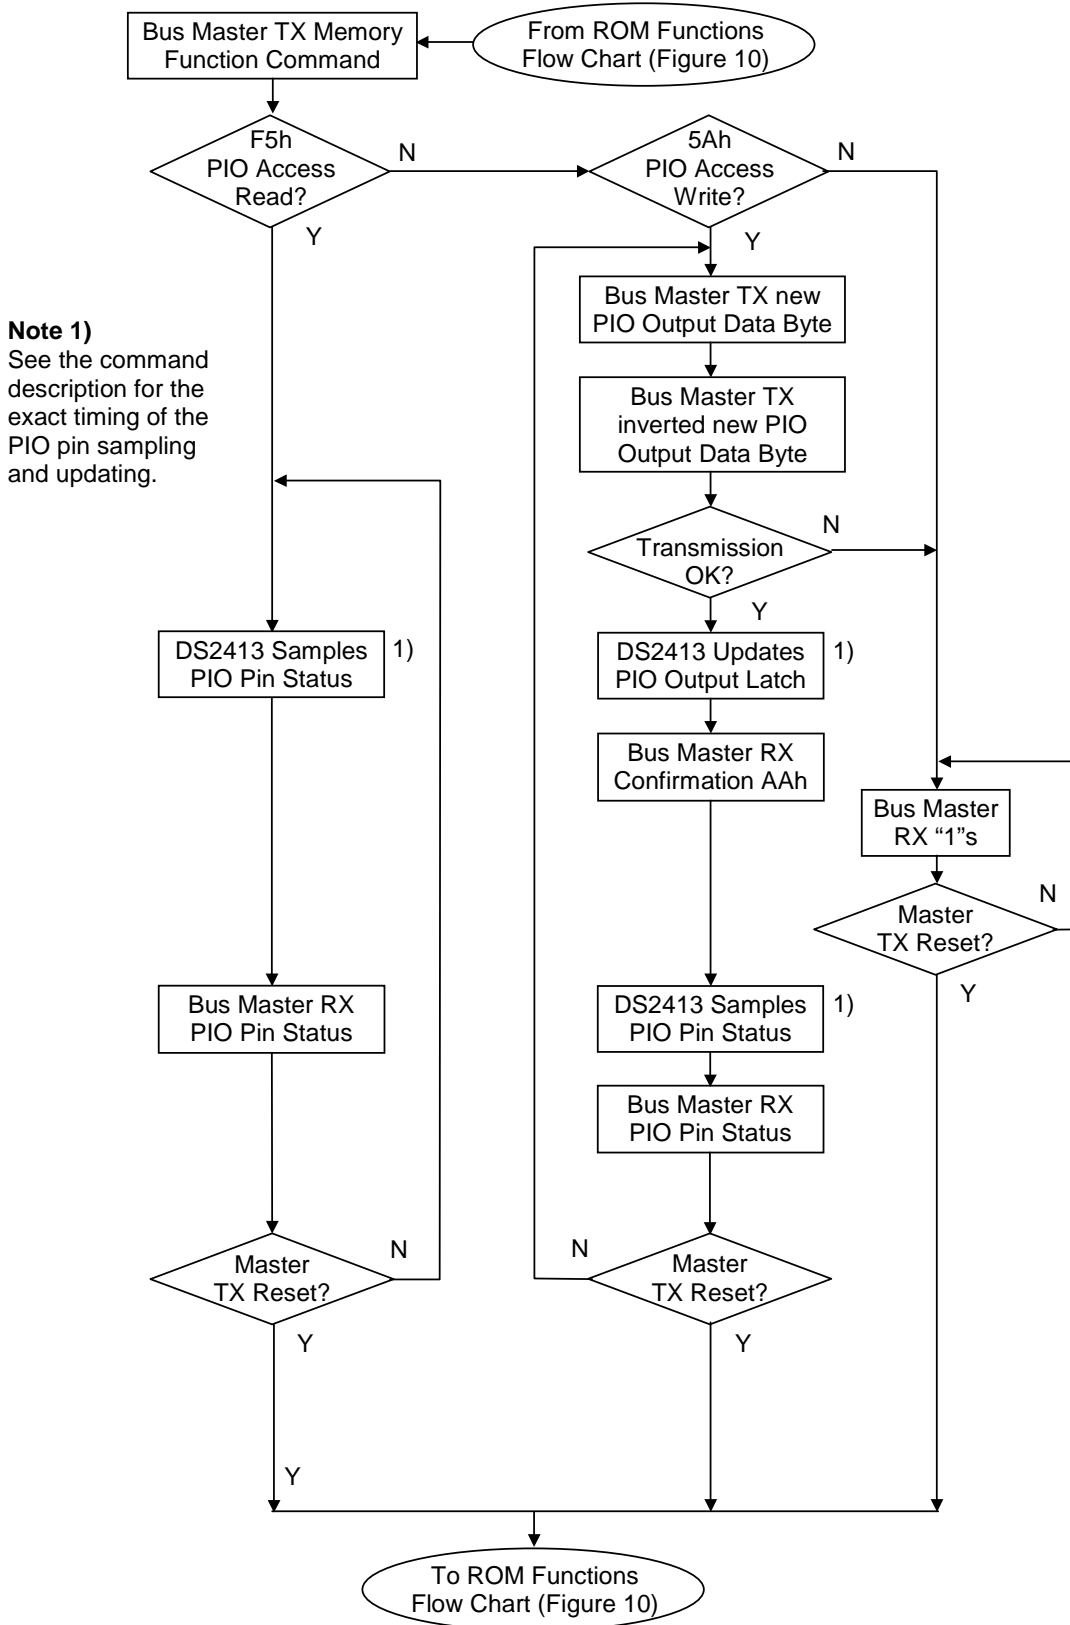 Bus Master TX Memory
Function Command
From ROM Functions
Flow Chart (Figure 10)
F5h
PIO Access
Read?
N
Y
5Ah
PIO Access
Write?
N
Y
Bus Master TX new
PIO Output Data Byte
Note 1)
See the command
description for the
exact timing of the
PIO pin sampling
and updating.
Bus Master TX
inverted new PIO
Output Data Byte
Transmission
OK?
N
Y
DS2413 Samples
PIO Pin Status
1)
DS2413 Updates
PIO Output Latch
1)
Bus Master RX
Confirmation AAh
Bus Master
RX “1”s
Master
TX Reset?
N
Y
Bus Master RX
PIO Pin Status
DS2413 Samples
PIO Pin Status
1)
Bus Master RX
PIO Pin Status
Master
TX Reset?
N
Y
N
Master
TX Reset?
Y
Y
To ROM Functions
Flow Chart (Figure 10)